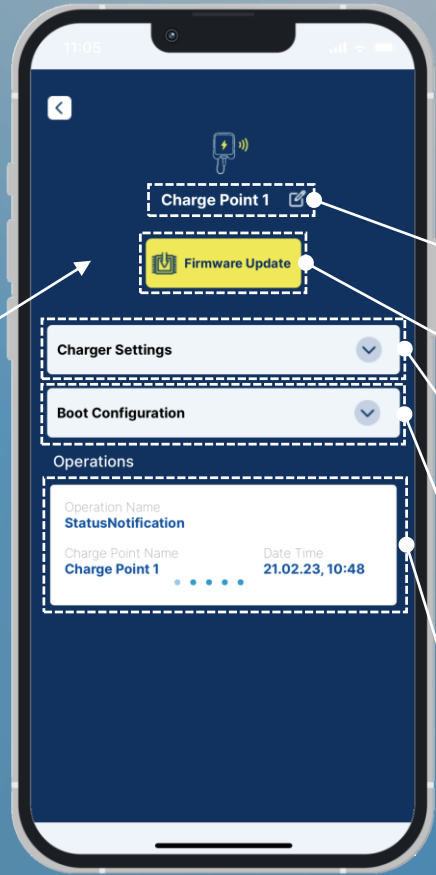 11:05
Charge Point 1
Firmware Update
Charger Settings
Boot Configuration
Operations
Operation Name
StatusNotification
Charge Point Name Date Time
Charge Point 1 21.02.23, 10:48